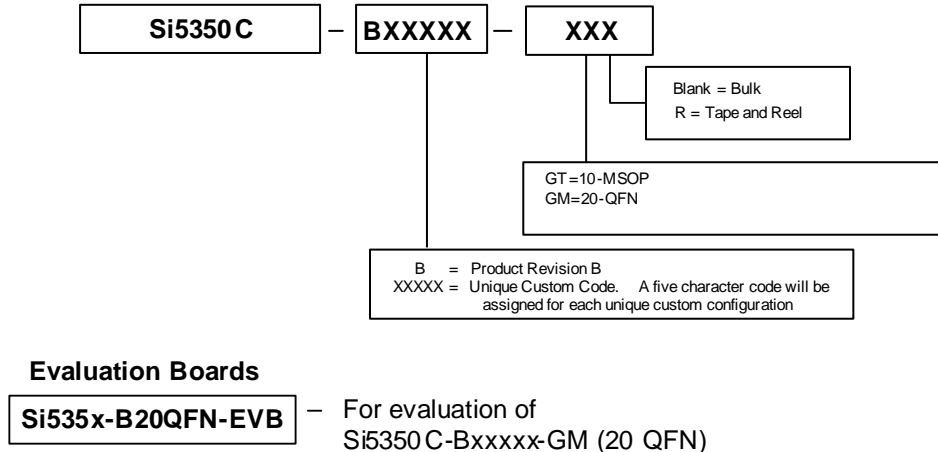 Si5350C – BXXXXX – XXX
Blank = Bulk
R = Tape and Reel
GT=10-MSOP
GM=20-QFN
B = Product Revision B
XXXXX = Unique Custom Code. A five character code will be
assigned for each unique custom configuration
Evaluation Boards
Si535x-B20QFN-EVB – For evaluation of
Si5350C-Bxxxxx-GM (20 QFN)